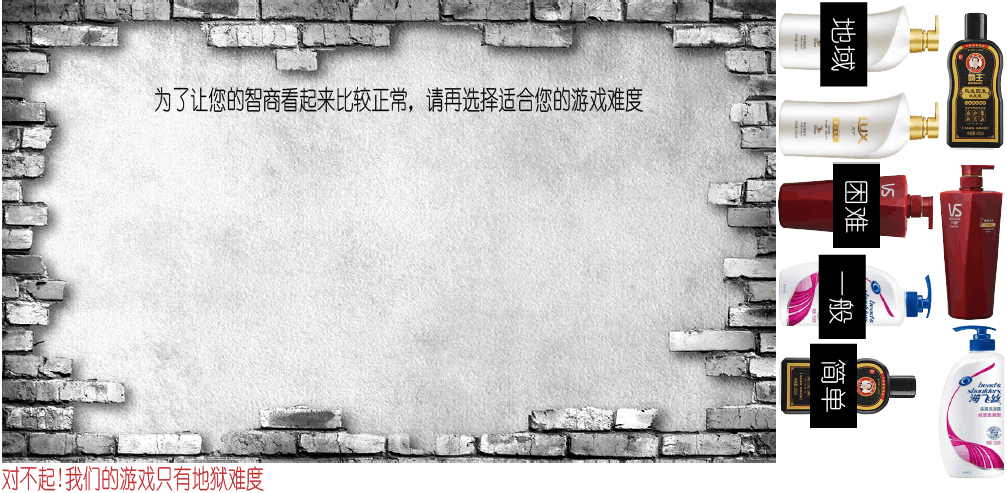 为了让您的智商看起来比较正常，请再选择适合您的游戏难度
地域
霸王
LUX
困难
VS
VS
一般
head&
shoulders
海飞丝
简单
对不起!我们的游戏只有地狱难度